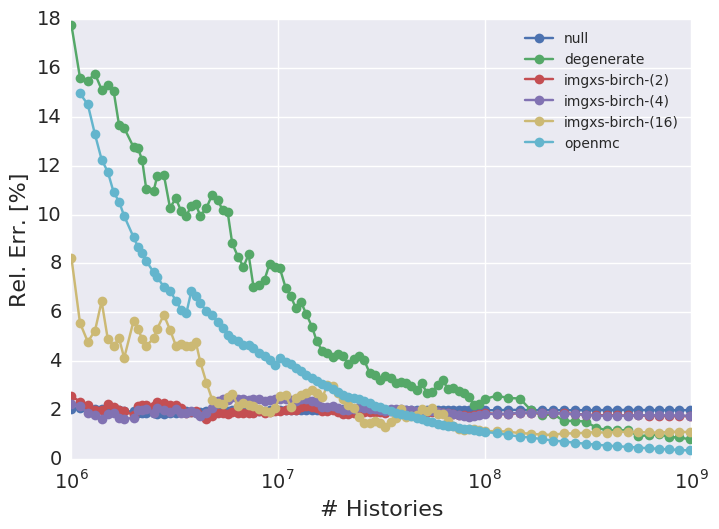 18
16
14
12
10
8
6
4
2
0
Rel. Err. [%]
null
degenerate
imgxs-birch-(2)
imgxs-birch-(4)
imgxs-birch-(16)
openmc
10^6 10^7 10^8 10^9
# Histories